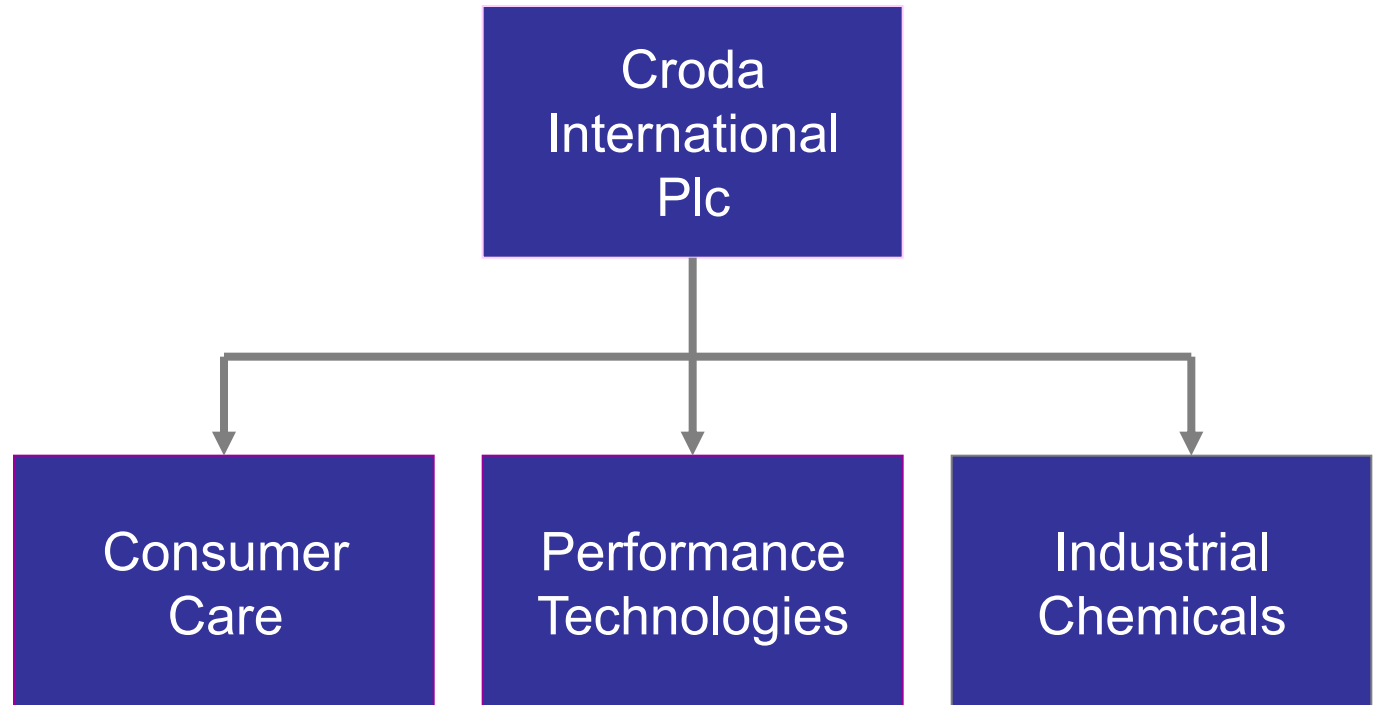 Croda
International
Plc
Consumer
Care
Performance
Technologies
Industrial
Chemicals